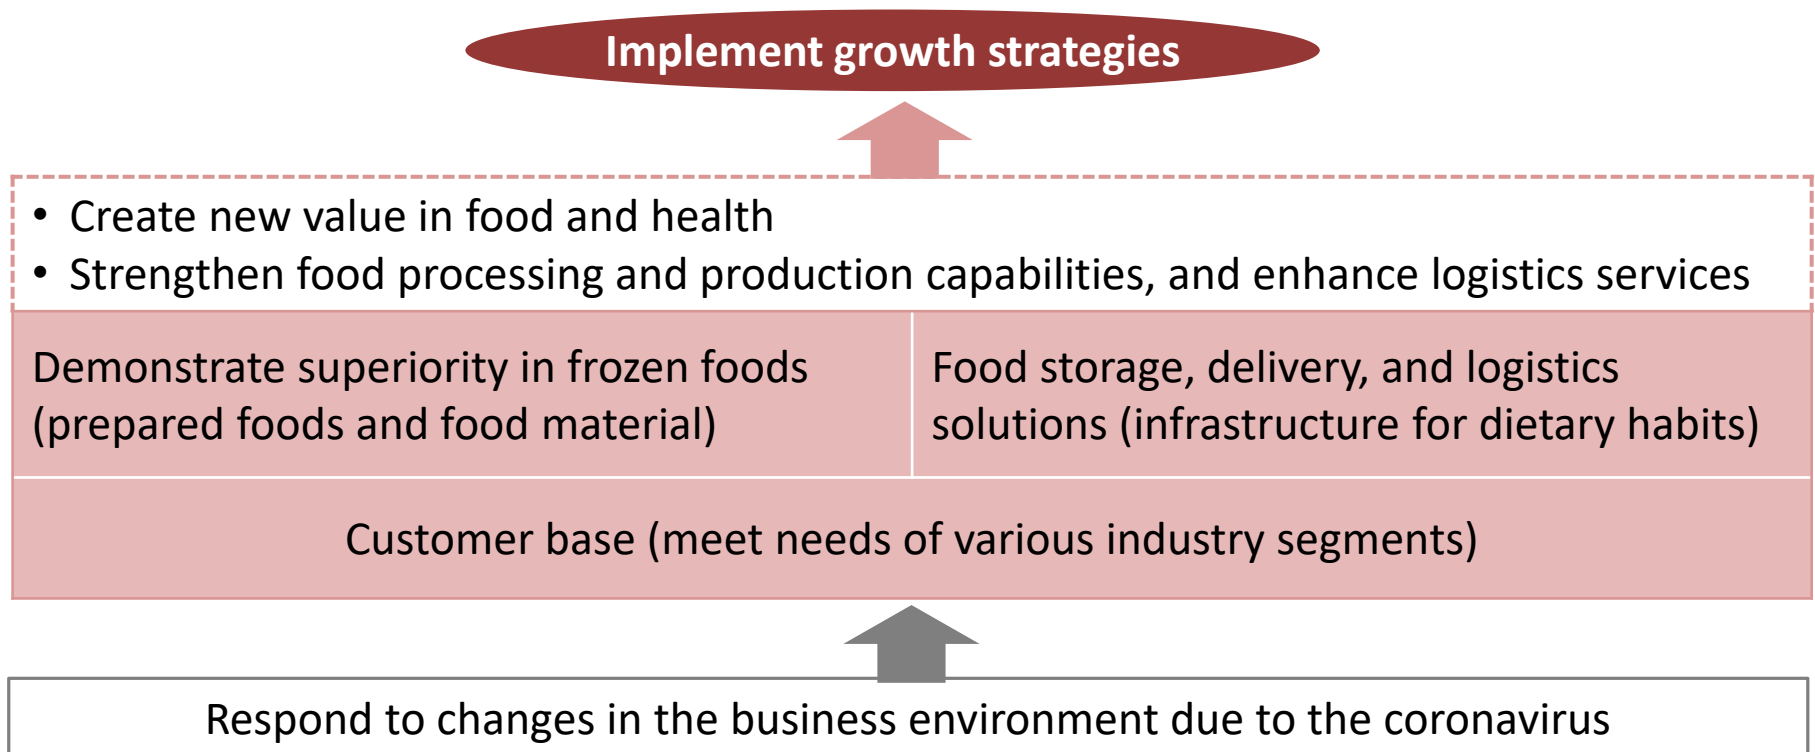 Implement growth strategies
• Create new value in food and health
• Strengthen food processing and production capabilities, and enhance logistics services
Demonstrate superiority in frozen foods
(prepared foods and food material)
Food storage, delivery, and logistics
solutions (infrastructure for dietary habits)
Customer base (meet needs of various industry segments)
Respond to changes in the business environment due to the coronavirus